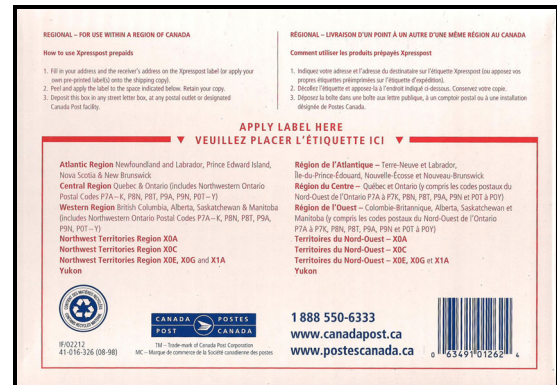 REGIONAL – FOR USE WITHIN A REGION OF CANADA
How to use Xpresspost prepaids
1. Fill in your address and the receiver's address on the Xpresspost label (or apply your
own pre-printed label(s) onto the shipping copy).
2. Peel and apply the label to the space indicated below. Retain your copy.
3. Deposit this box in any street letter box, at any postal outlet or designated
Canada Post facility.
RÉGIONAL – LIVRAISON D'UN POINT À UN AUTRE D'UNE MÊME RÉGION AU CANADA
Comment utiliser les produits prépayés Xpresspost
1. Indiquez votre adresse et l'adresse du destinataire sur l'étiquette Xpresspost (ou apposez vos
propres étiquettes préimprimées sur l'étiquette d'expédition).
2. Décollez l'étiquette et apposez-la à l'endroit indiqué ci-dessous. Conservez votre copie.
3. Déposez la boîte dans une boîte aux lettre publique, à un comptoir postal ou à une installation
désignée de Postes Canada.
APPLY LABEL HERE
VEUILLEZ PLACER L'ÉTIQUETTE ICI
Atlantic Region Newfoundland and Labrador, Prince Edward Island,
Nova Scotia & New Brunswick
Central Region Quebec & Ontario (includes Northwestern Ontario
Postal Codes P7A – K, P8N, P8T, P9A, P9N, P0T – Y)
Western Region British Columbia, Alberta, Saskatchewan & Manitoba
(includes Northwestern Ontario Postal Codes P7A – K, P8N, P8T, P9A,
P9N, P0T – Y)
Northwest Territories Region X0A
Northwest Territories Region X0C
Northwest Territories Region X0E, X0G and X1A
Yukon
Région de l'Atlantique – Terre-Neuve et Labrador,
Île-du-Prince-Édouard, Nouvelle-Écosse et Nouveau-Brunswick
Région du Centre – Québec et Ontario (y compris les codes postaux du
Nord-Ouest de l'Ontario P7A à P7K, P8N, P8T, P9A, P9N et P0T à P0Y)
Région de l'Ouest – Colombie-Britannique, Alberta, Saskatchewan et
Manitoba (y compris les codes postaux du Nord-Ouest de l'Ontario
P7A à P7K, P8N, P8T, P9A, P9N et P0T à P0Y)
Territoires du Nord-Ouest – X0A
Territoires du Nord-Ouest – X0C
Territoires du Nord-Ouest – X0E, X0G et X1A
Yukon
CANADA POSTES
POST CANADA
TM – Trade-mark of Canada Post Corporation
MC – Marque de commerce de la Société canadienne des postes
IF/02212
41-016-326 (08-98)
1 888 550-6333
www.canadapost.ca
www.postescanada.ca
0 63491 01262 4